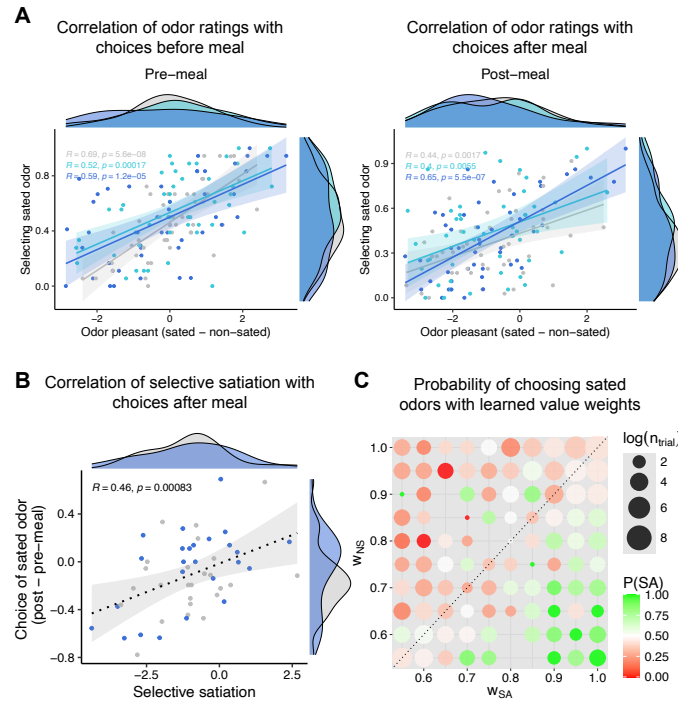 A
Correlation of odor ratings with
choices before meal
Correlation of odor ratings with
choices after meal
Pre−meal
Post−meal
R = 0.69, p = 5.6e−08
R = 0.52, p = 0.00017
R = 0.59, p = 1.2e−05
R = 0.44, p = 0.0017
R = 0.4, p = 0.0055
R = 0.65, p = 5.5e−07
Selecting sated odor
0.8
0.4
0.0
−2
0
2
Odor pleasant (sated − non−sated)
Selecting sated odor
0.9
0.6
0.3
0.0
−2
0
2
Odor pleasant (sated − non−sated)
B
Correlation of selective satiation with
choices after meal
R = 0.46, p = 0.00083
Choice of sated odor
(post − pre−meal)
0.4
0.0
−0.4
−0.8
−2.5
0.0
2.5
Selective satiation
C
Probability of choosing sated
odors with learned value weights
wNS
1.0
0.9
0.8
0.7
0.6
0.6
0.7
0.8
0.9
1.0
wSA
log(ntrial)
2
4
6
8
P(SA)
1.00
0.75
0.50
0.25
0.00